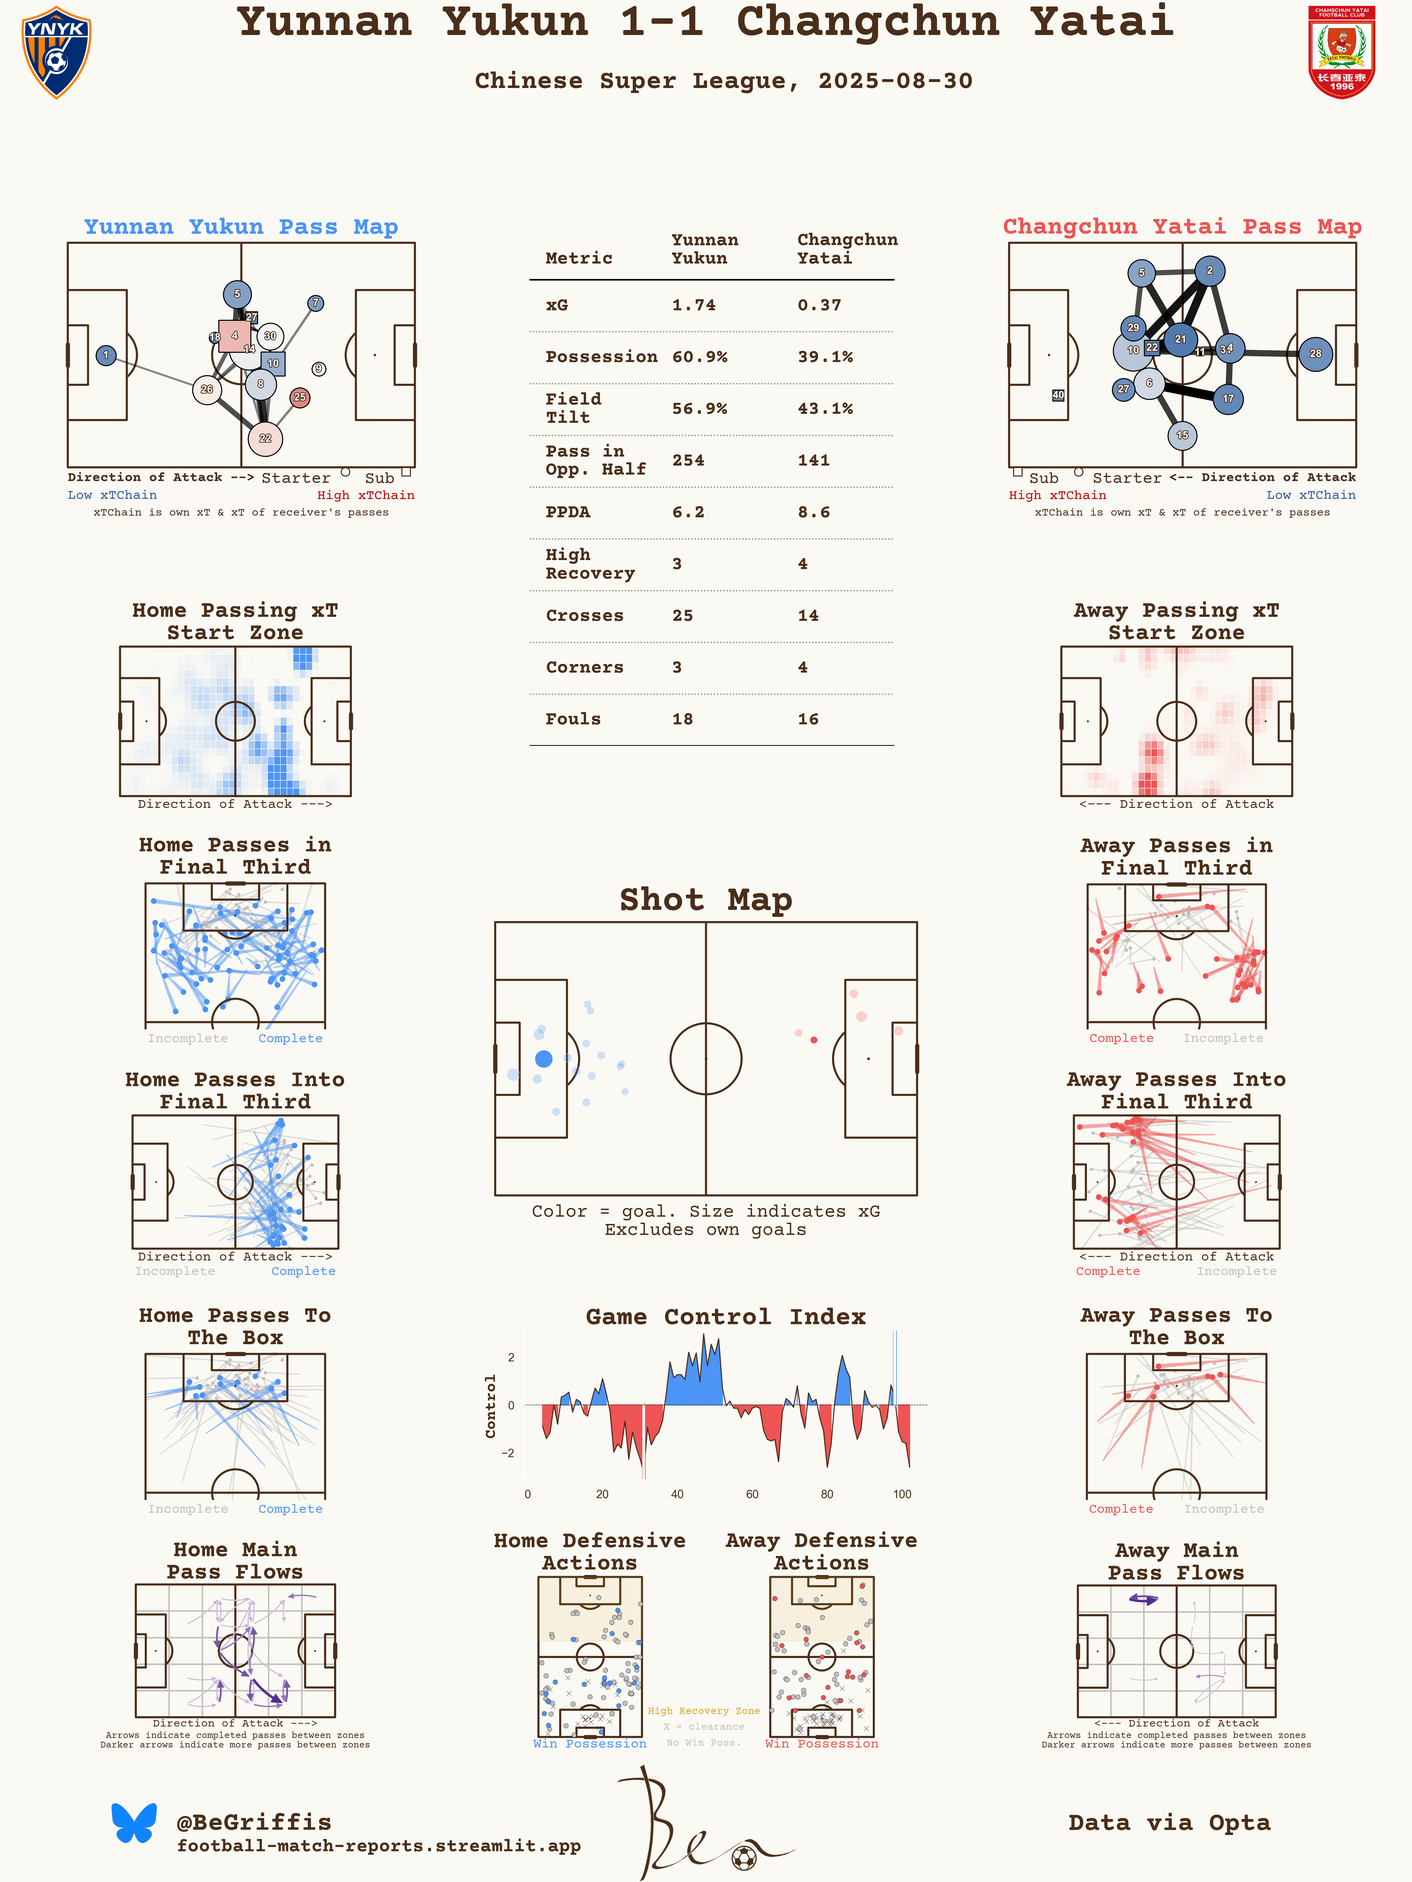 Yunnan Yukun 1-1 Changchun Yatai
Chinese Super League, 2025-08-30
YNYK
CHANGCHUN YATAI
FOOTBALL CLUB
长春亚泰
1996
Yunnan Yukun Pass Map
1
5
7
27
18
4
30
14
10
9
8
26
25
22
Direction of Attack --> Starter Sub
Low xTChain High xTChain
xTChain is own xT & xT of receiver's passes
Metric Yunnan Yukun Changchun Yatai
xG 1.74 0.37
Possession 60.9% 39.1%
Field Tilt 56.9% 43.1%
Pass in Opp. Half 254 141
PPDA 6.2 8.6
High Recovery 3 4
Crosses 25 14
Corners 3 4
Fouls 18 16
Changchun Yatai Pass Map
5
2
29
10
22
21
11
4
28
6
27
40
17
15
Sub Starter <-- Direction of Attack
High xTChain Low xTChain
xTChain is own xT & xT of receiver's passes
Home Passing xT
Start Zone
Direction of Attack --->
Away Passing xT
Start Zone
<--- Direction of Attack
Home Passes in
Final Third
Incomplete Complete
Away Passes in
Final Third
Complete Incomplete
Shot Map
Color = goal. Size indicates xG
Excludes own goals
Home Passes Into
Final Third
Direction of Attack --->
Incomplete Complete
Away Passes Into
Final Third
<--- Direction of Attack
Complete Incomplete
Home Passes To
The Box
Incomplete Complete
Game Control Index
Control
2
0
−2
0 20 40 60 80 100
Away Passes To
The Box
Complete Incomplete
Home Main
Pass Flows
Direction of Attack --->
Arrows indicate completed passes between zones
Darker arrows indicate more passes between zones
Home Defensive
Actions
Win Possession
High Recovery Zone
X = clearance
No Win Poss.
Away Defensive
Actions
Win Possession
Away Main
Pass Flows
<--- Direction of Attack
Arrows indicate completed passes between zones
Darker arrows indicate more passes between zones
@BeGriffis
football-match-reports.streamlit.app
Ben
Data via Opta